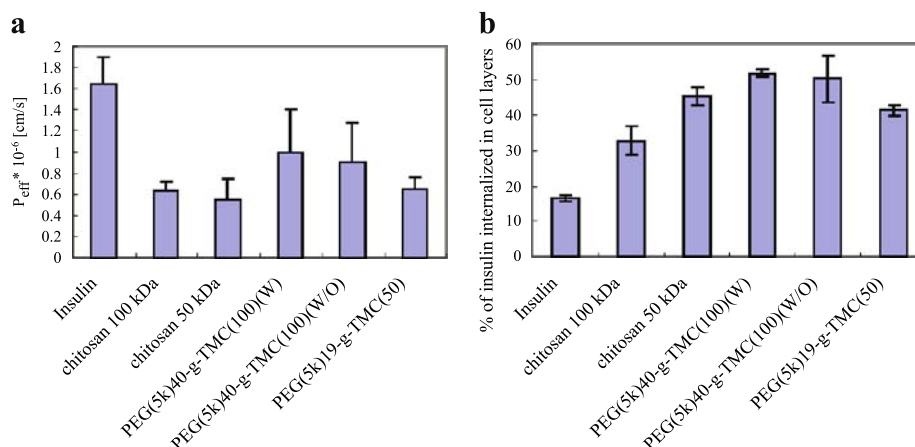 a
P_eff* 10^-6 [cm/s]
2
1.8
1.6
1.4
1.2
1
0.8
0.6
0.4
0.2
0
Insulin
chitosan 100 kDa
chitosan 50 kDa
PEG(5k)40-g-TMC(100)(W)
PEG(5k)40-g-TMC(100)(W/O)
PEG(5k)19-g-TMC(50)
b
% of insulin internalized in cell layers
60
50
40
30
20
10
0
Insulin
chitosan 100 kDa
chitosan 50 kDa
PEG(5k)40-g-TMC(100)(W)
PEG(5k)40-g-TMC(100)(W/O)
PEG(5k)19-g-TMC(50)